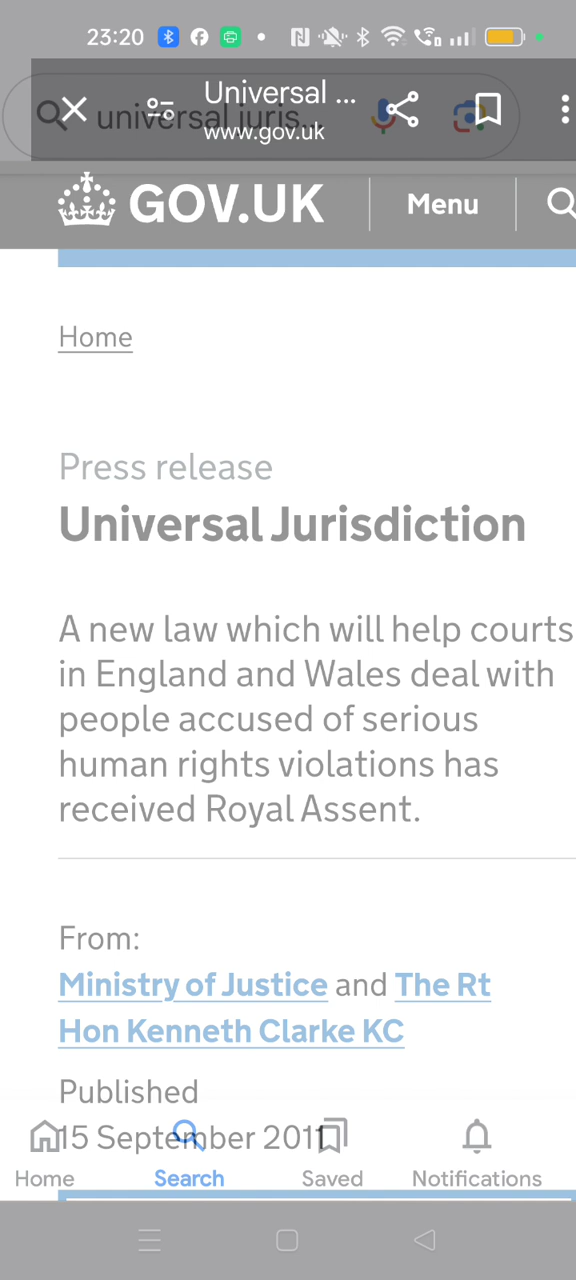 23:20
Universal ...
universal juris...
www.gov.uk
GOV.UK Menu
Home
Press release
Universal Jurisdiction
A new law which will help courts
in England and Wales deal with
people accused of serious
human rights violations has
received Royal Assent.
From:
Ministry of Justice and The Rt
Hon Kenneth Clarke KC
Published
15 September 2011
Home Search Saved Notifications